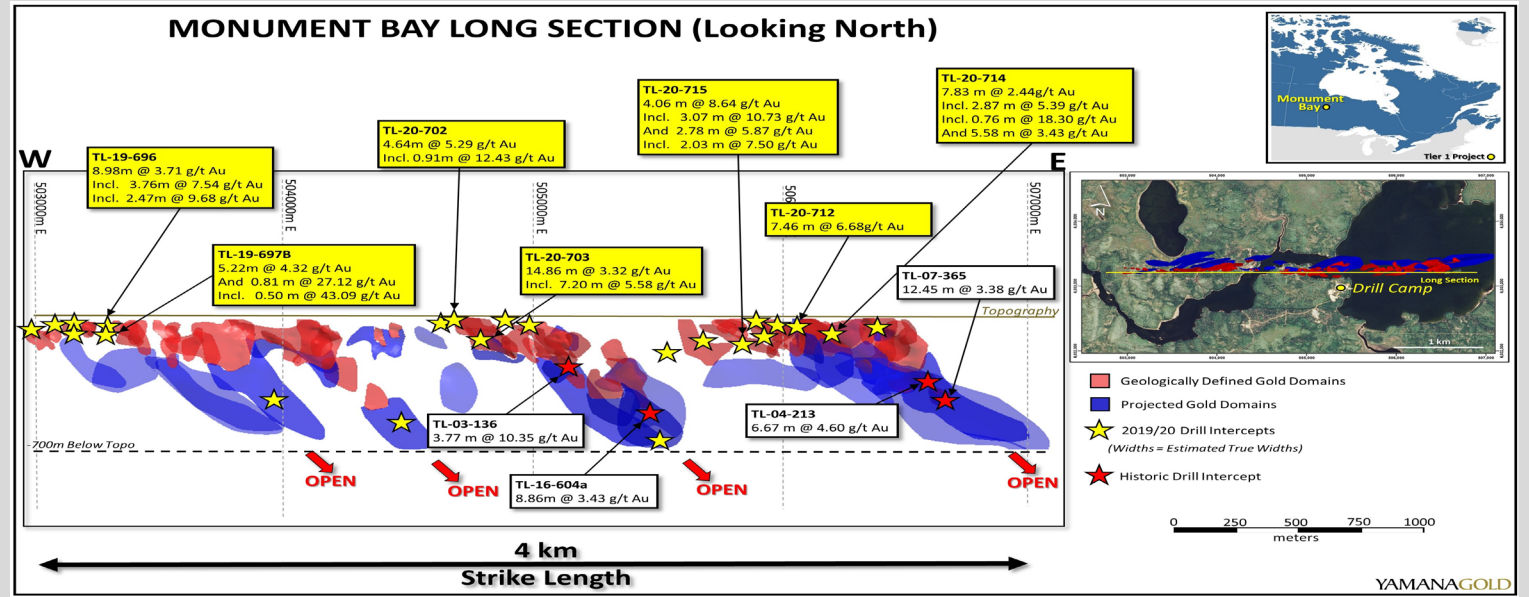 MONUMENT BAY LONG SECTION (Looking North)
Monument
Bay
Tier 1 Project
W
E
TL-19-696
8.98m @ 3.71 g/t Au
Incl. 3.76m @ 7.54 g/t Au
Incl. 2.47m @ 9.68 g/t Au
TL-20-702
4.64m @ 5.29 g/t Au
Incl. 0.91m @ 12.43 g/t Au
TL-20-715
4.06 m @ 8.64 g/t Au
Incl. 3.07 m @ 10.73 g/t Au
And 2.78 m @ 5.87 g/t Au
Incl. 2.03 m @ 7.50 g/t Au
TL-20-714
7.83 m @ 2.44g/t Au
Incl. 2.87 m @ 5.39 g/t Au
Incl. 0.76 m @ 18.30 g/t Au
And 5.58 m @ 3.43 g/t Au
TL-19-697B
5.22m @ 4.32 g/t Au
And 0.81 m @ 27.12 g/t Au
Incl. 0.50 m @ 43.09 g/t Au
TL-20-703
14.86 m @ 3.32 g/t Au
Incl. 7.20 m @ 5.58 g/t Au
TL-20-712
7.46 m @ 6.68g/t Au
TL-07-365
12.45 m @ 3.38 g/t Au
503000m E
504000m E
505000m E
506
507000m E
Topography
TL-03-136
3.77 m @ 10.35 g/t Au
TL-04-213
6.67 m @ 4.60 g/t Au
TL-16-604a
8.86m @ 3.43 g/t Au
-700m Below Topo
OPEN
OPEN
OPEN
OPEN
4 km
Strike Length
N
Long Section
Drill Camp
1 km
Geologically Defined Gold Domains
Projected Gold Domains
2019/20 Drill Intercepts
(Widths = Estimated True Widths)
Historic Drill Intercept
0 250 500 750 1000
meters
YAMANAGOLD